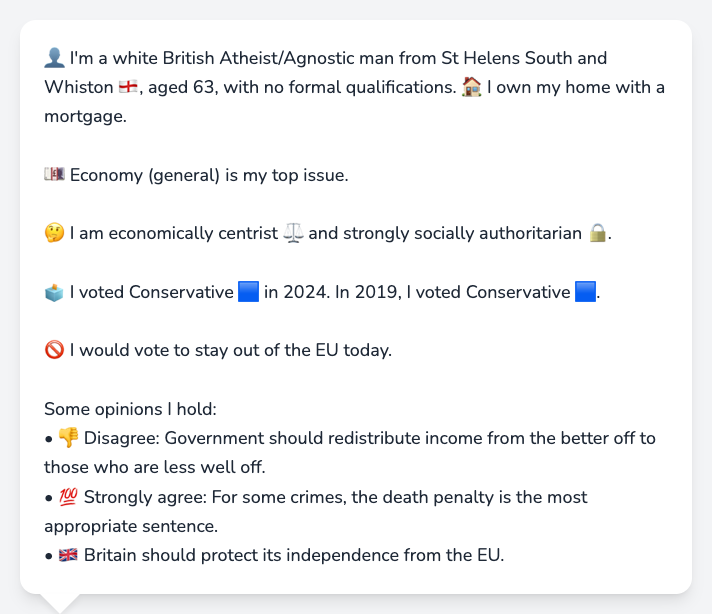 👤 I'm a white British Atheist/Agnostic man from St Helens South and
Whiston 🏴󠁧󠁢󠁥󠁮󠁧󠁿, aged 63, with no formal qualifications. 🏠 I own my home with a
mortgage.
💷 Economy (general) is my top issue.
🤔 I am economically centrist ⚖️ and strongly socially authoritarian 🔒.
🗳️ I voted Conservative 🟦 in 2024. In 2019, I voted Conservative 🟦.
🚫 I would vote to stay out of the EU today.
Some opinions I hold:
• 👎 Disagree: Government should redistribute income from the better off to
those who are less well off.
• 💯 Strongly agree: For some crimes, the death penalty is the most
appropriate sentence.
• 🇬🇧 Britain should protect its independence from the EU.